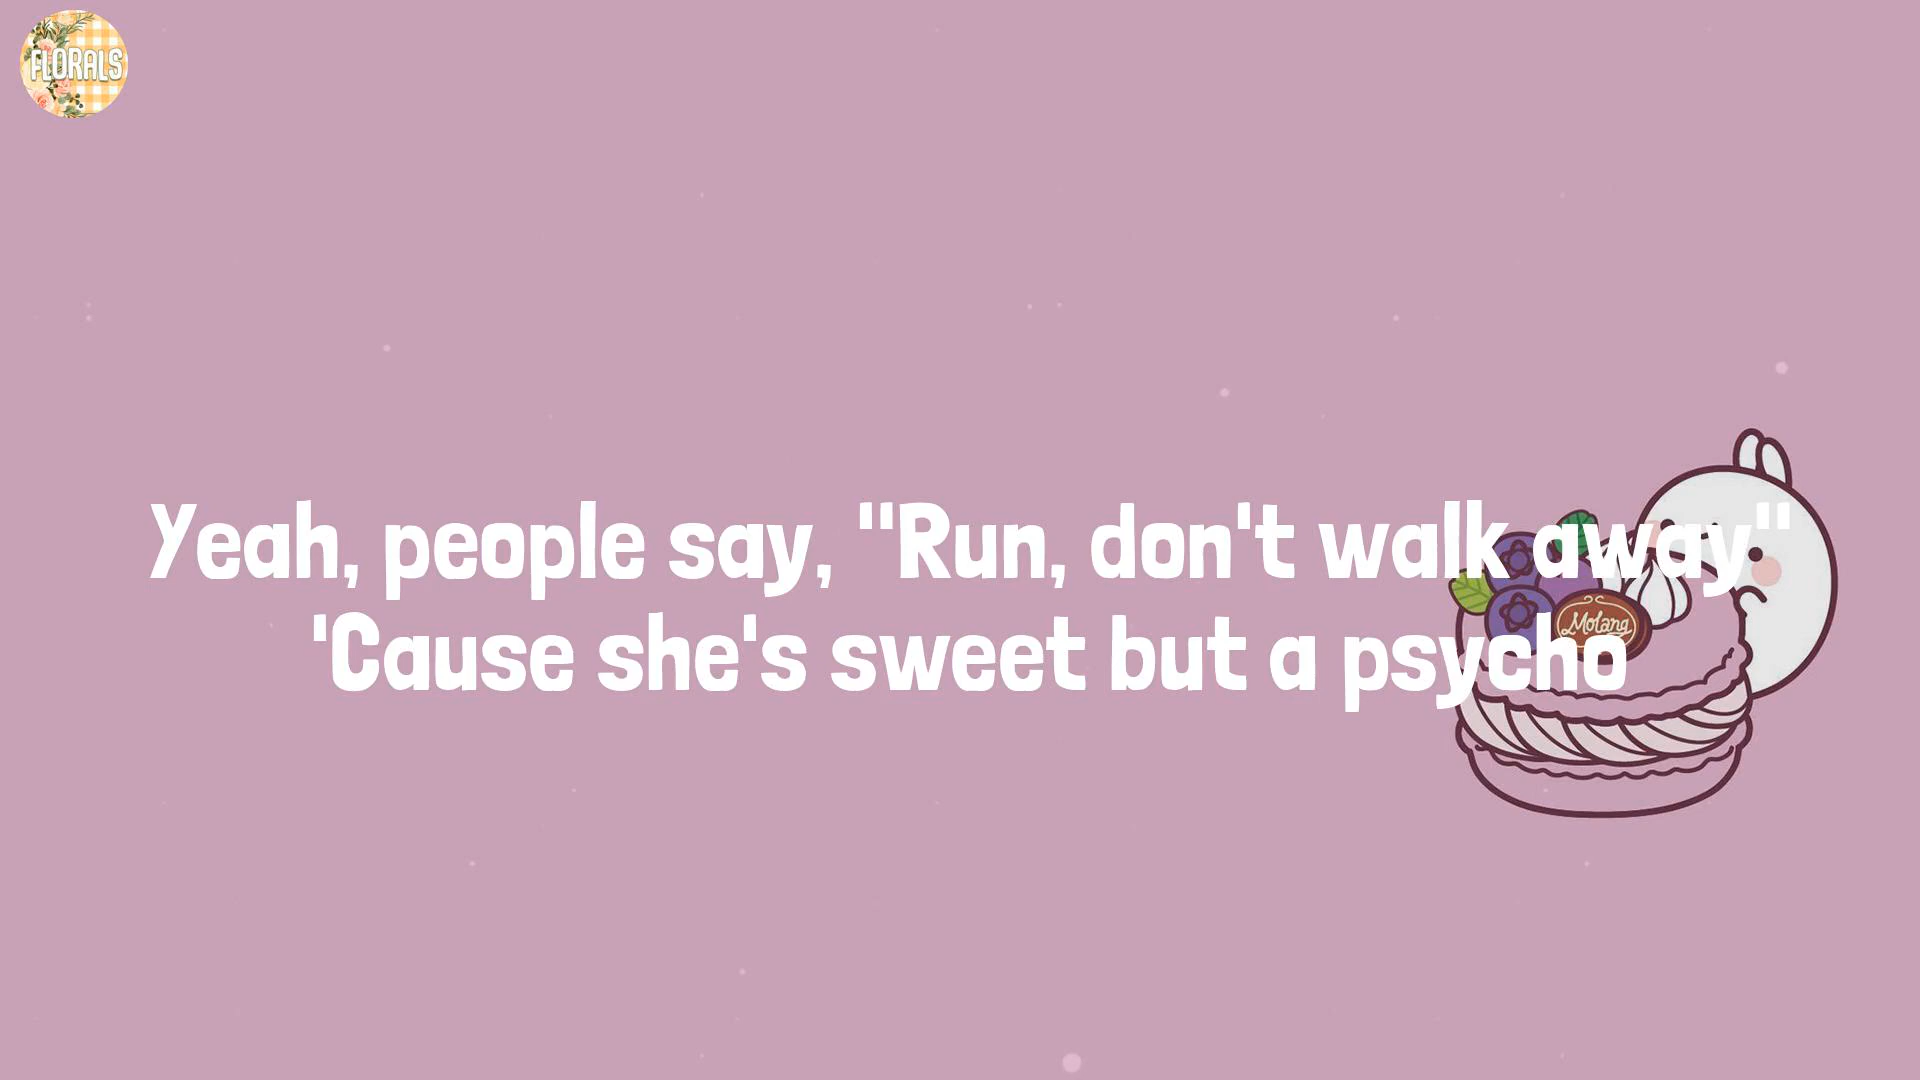 FLORALS
Yeah, people say, "Run, don't walk away"
'Cause she's sweet but a psycho
Molang